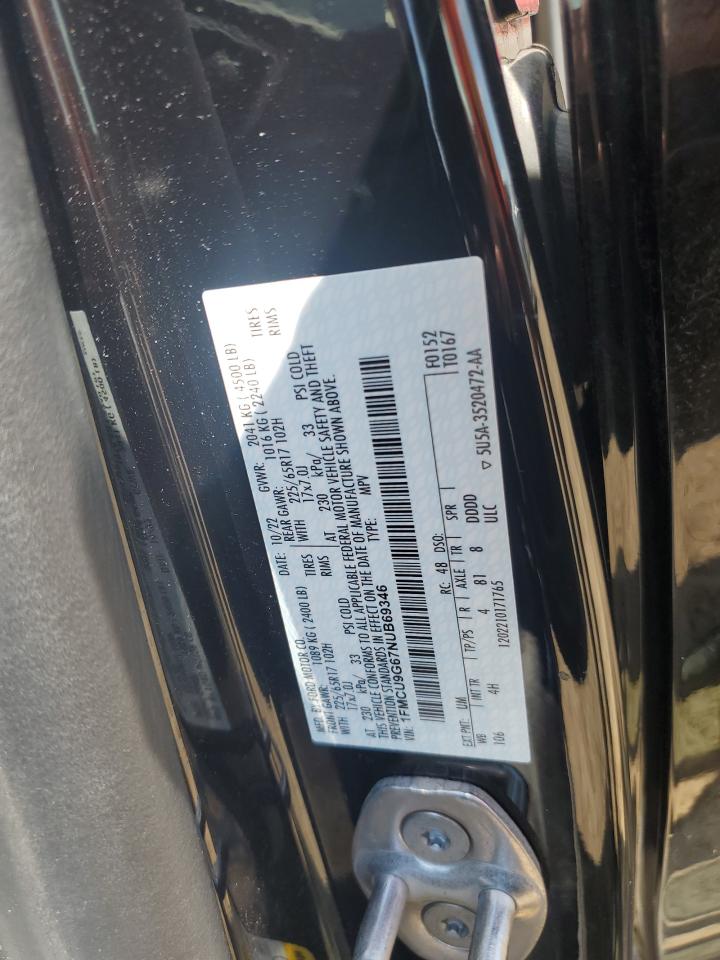 MFD. BY FORD MOTOR CO. DATE: 10/22 GVWR: 2041 KG ( 4500 LB)
FRONT GAWR: 1089 KG ( 2400 LB) REAR GAWR: 1016 KG ( 2240 LB)
WITH 225/65R17 102H TIRES WITH 225/65R17 102H TIRES
17x7.0J RIMS 17x7.0J RIMS
AT 230 kPa/ 33 PSI COLD AT 230 kPa/ 33 PSI COLD
THIS VEHICLE CONFORMS TO ALL APPLICABLE FEDERAL MOTOR VEHICLE SAFETY AND THEFT
PREVENTION STANDARDS IN EFFECT ON THE DATE OF MANUFACTURE SHOWN ABOVE.
VIN: 1FMCU9G67NUB69346 TYPE: MPV
F0152
T0167
EXT PNT: UM RC: 48 DSO:
WB INT TR TP/PS R AXLE TR SPR
106 4H 4 81 8 DDDD
1202210171765 ULC
▽ 5U5A-3520472-AA